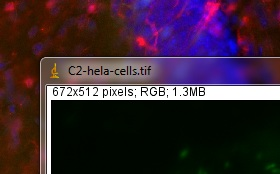 C2-hela-cells.tif
672x512 pixels; RGB; 1.3MB